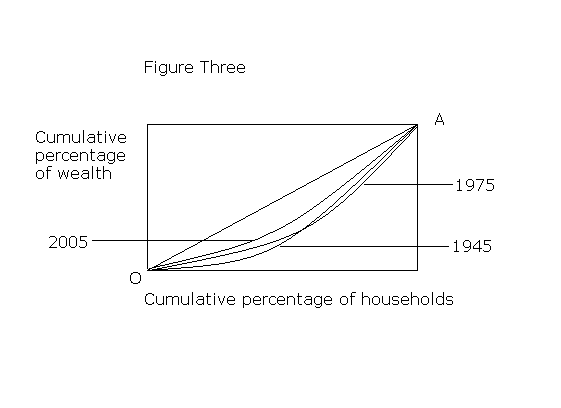 Figure Three
A
Cumulative
percentage
of wealth
1975
2005
1945
O
Cumulative percentage of households